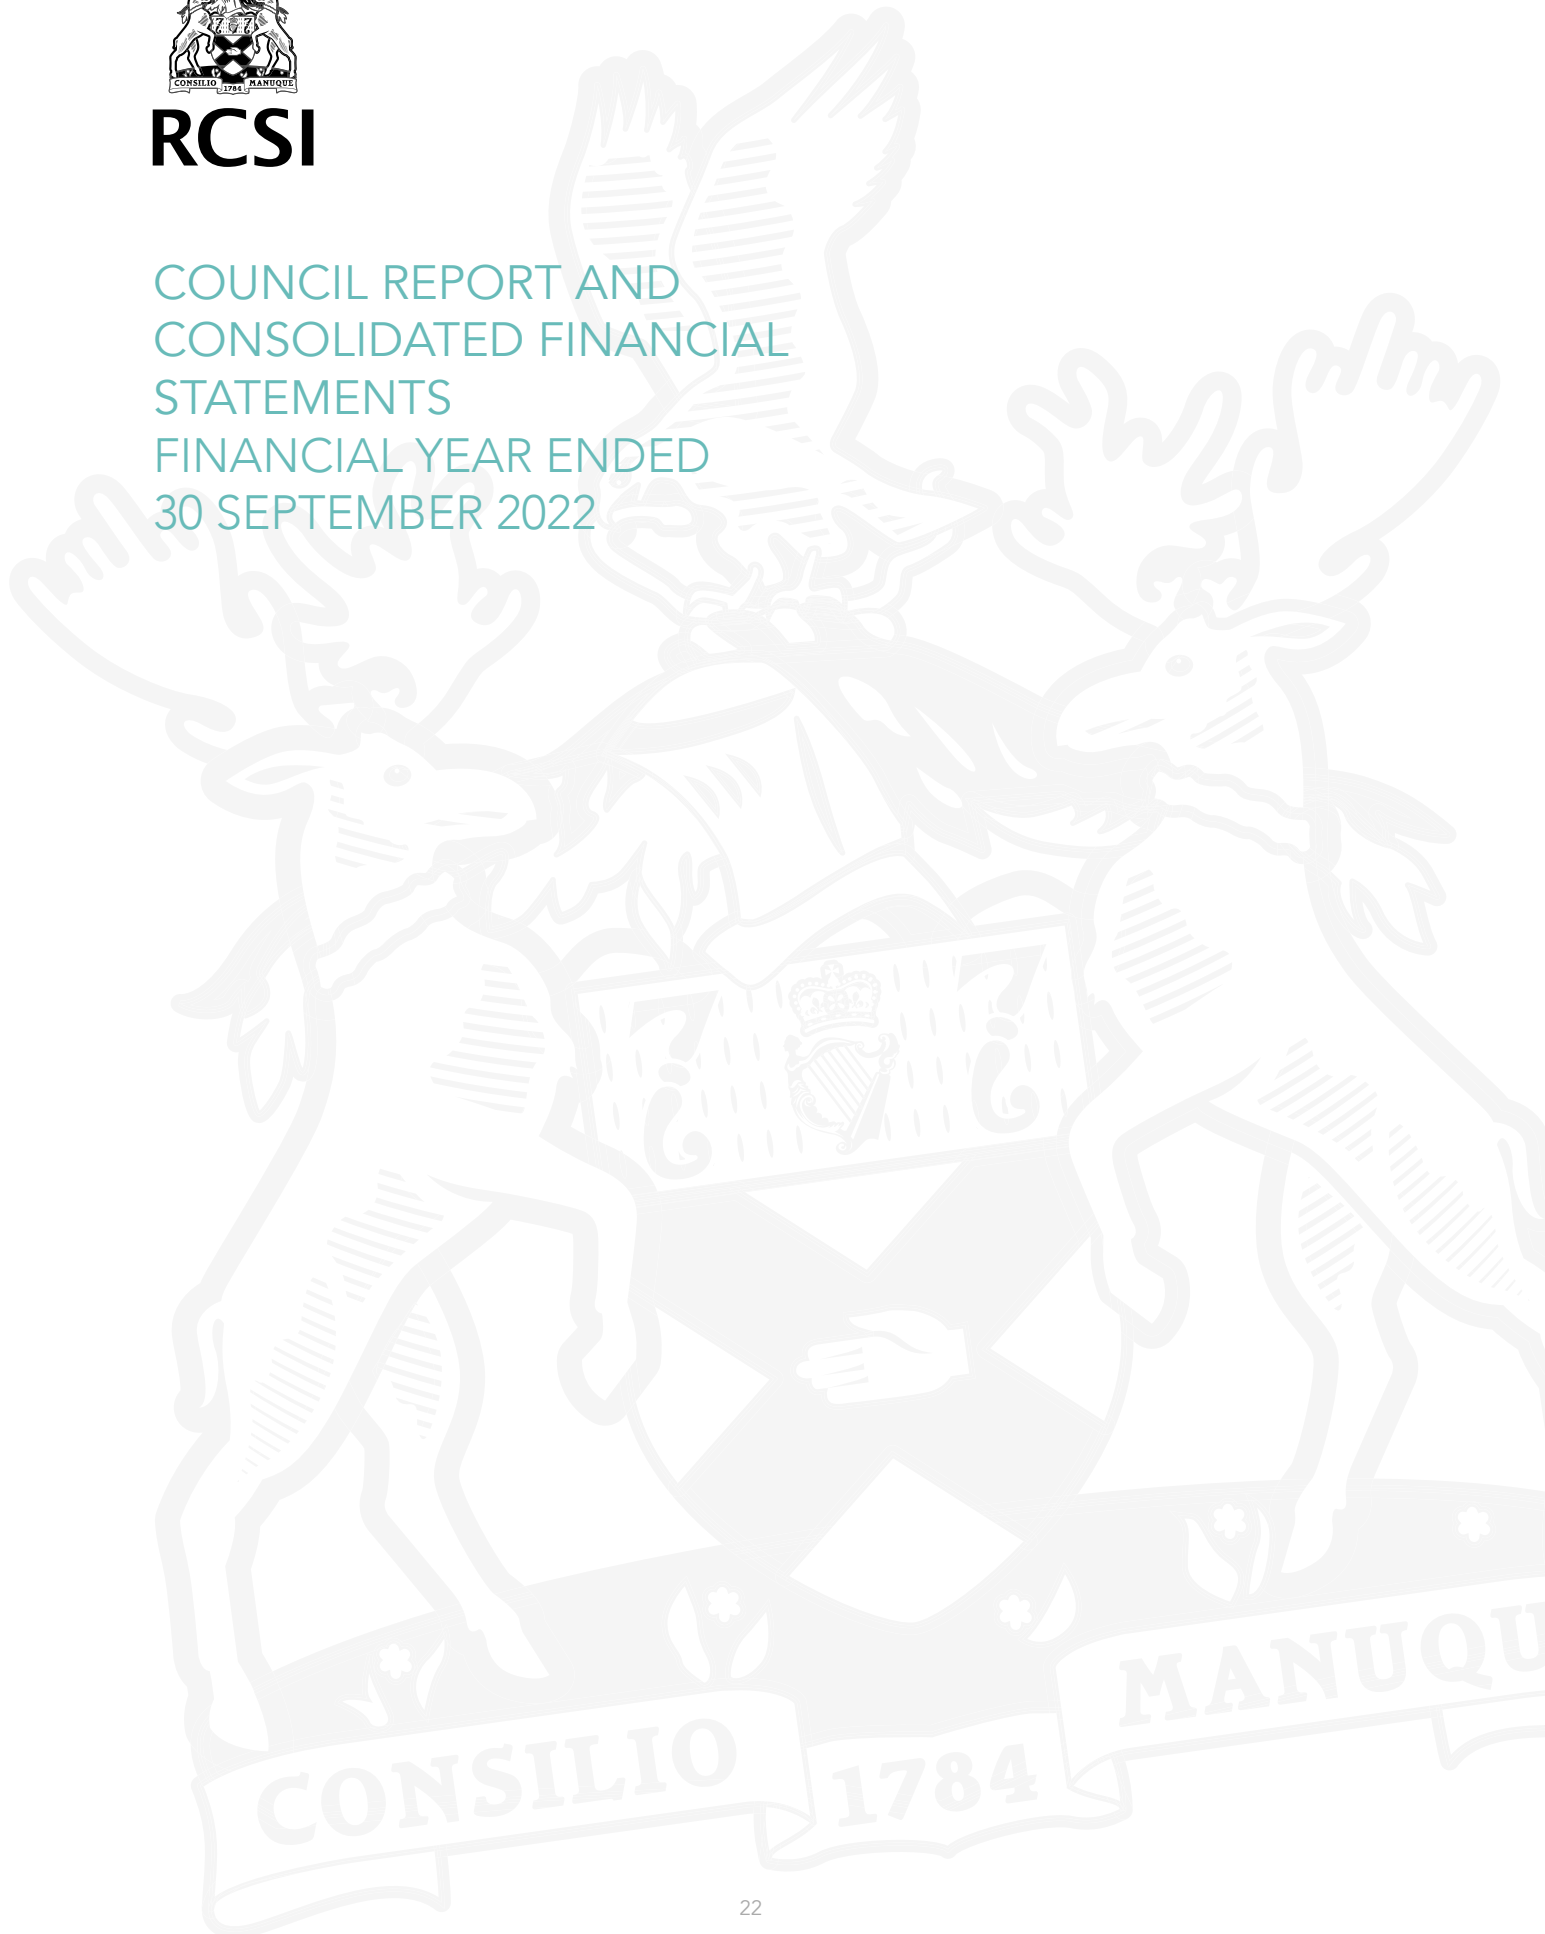 CONSILIO 1784 MANUQUE
RCSI
COUNCIL REPORT AND
CONSOLIDATED FINANCIAL
STATEMENTS
FINANCIAL YEAR ENDED
30 SEPTEMBER 2022
CONSILIO 1784 MANUQU
22